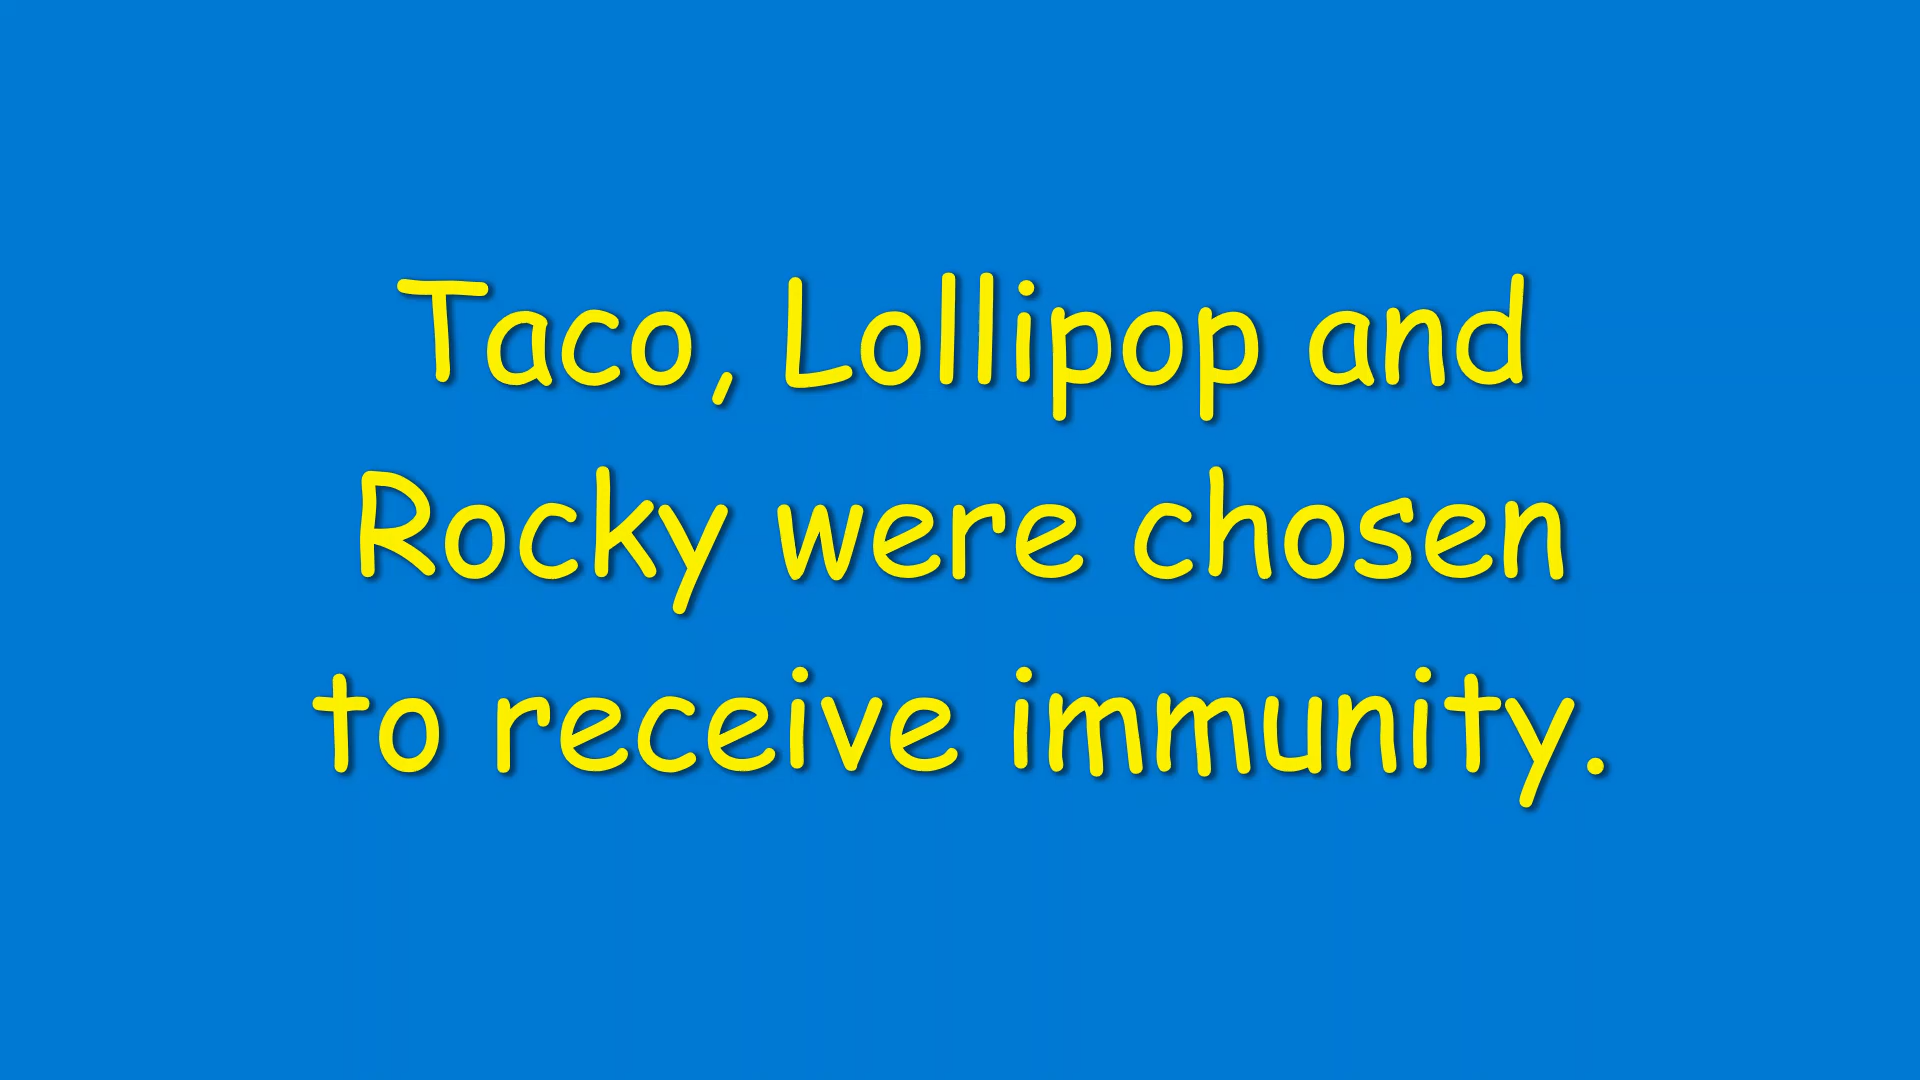 Taco, Lollipop and
Rocky were chosen
to receive immunity.